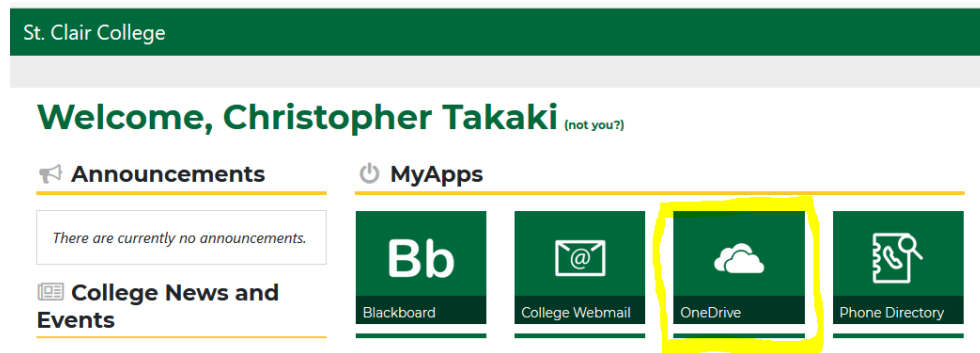 St. Clair College
Welcome, Christopher Takaki (not you?)
Announcements
There are currently no announcements.
College News and
Events
MyApps
Bb
Blackboard
@
College Webmail
OneDrive
Phone Directory